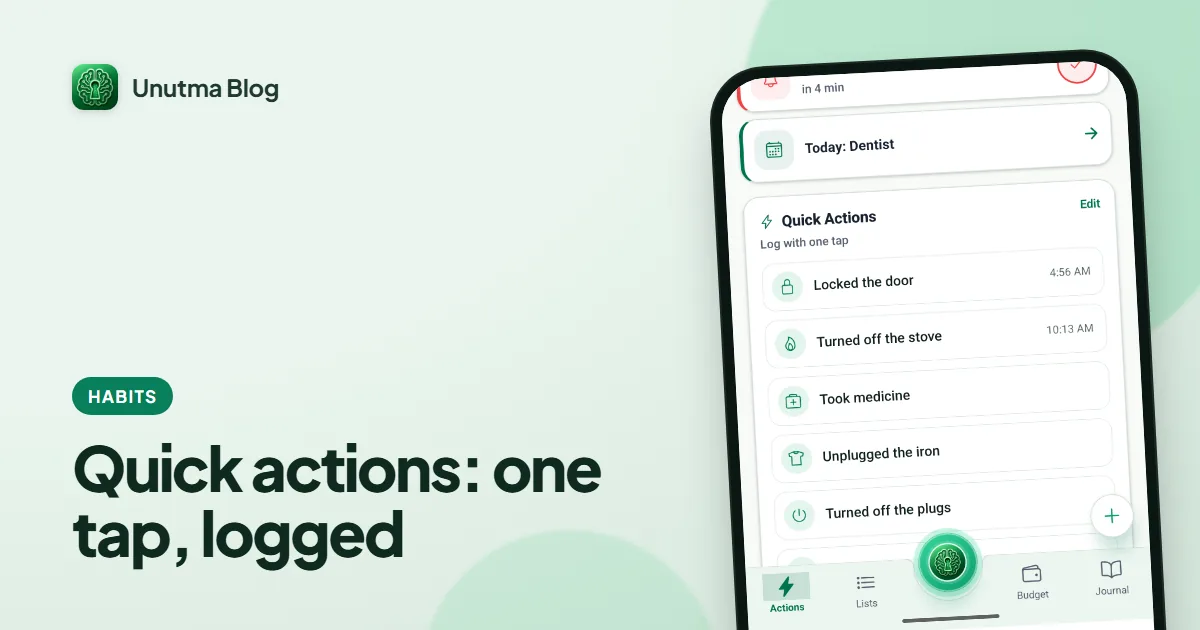 Unutma Blog
HABITS
Quick actions: one
tap, logged
in 4 min
Today: Dentist
Quick Actions
Edit
Log with one tap
Locked the door
4:56 AM
Turned off the stove
10:13 AM
Took medicine
Unplugged the iron
Turned off the plugs
Actions
Lists
Budget
Journal